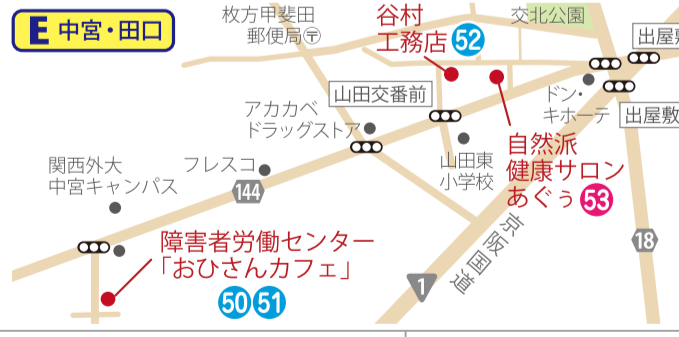 E 中宮・田口
枚方甲斐田
郵便局〒
谷村
工務店 52
交北公園
出屋敷
山田交番前
アカカベ
ドラッグストア
ドン・
キホーテ
出屋敷
関西外大
中宮キャンパス
フレスコ
144
山田東
小学校
自然派
健康サロン
あぐぅ 53
京阪国道
18
1
障害者労働センター
「おひさんカフェ」
50 51